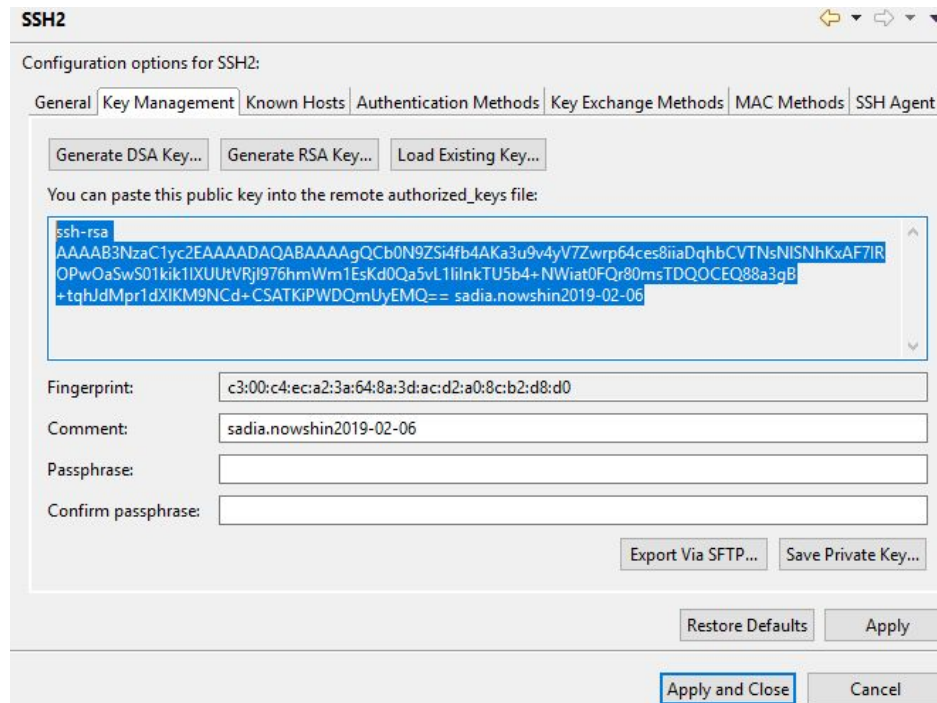 SSH2
Configuration options for SSH2:
General Key Management Known Hosts Authentication Methods Key Exchange Methods MAC Methods SSH Agent
Generate DSA Key... Generate RSA Key... Load Existing Key...
You can paste this public key into the remote authorized_keys file:
ssh-rsa
AAAAB3NzaC1yc2EAAAADAQABAAAAgQCb0N9ZSi4fb4AKa3u9v4yV7Zwrp64ces8iiaDqhbCVTNsNISNhKxAF7lR
OPwOaSwS01kik1IXUUtVRjI976hmWm1EsKd0Qa5vL1IiInkTU5b4+NWiat0FQr80msTDQOCEQ88a3gB
+tqhJdMpr1dXIKM9NCd+CSATKiPWDQmUyEMQ== sadia.nowshin2019-02-06
Fingerprint: c3:00:c4:ec:a2:3a:64:8a:3d:ac:d2:a0:8c:b2:d8:d0
Comment: sadia.nowshin2019-02-06
Passphrase:
Confirm passphrase:
Export Via SFTP... Save Private Key...
Restore Defaults Apply
Apply and Close Cancel